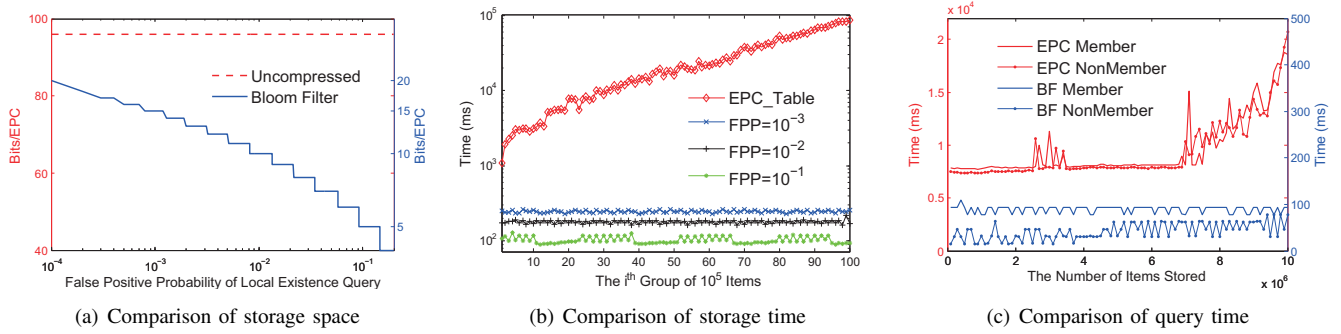 100
80
60
40
Bits/EPC
Uncompressed
Bloom Filter
20
15
10
5
Bits/EPC
10^-4
10^-3
10^-2
10^-1
False Positive Probability of Local Existence Query
(a) Comparison of storage space
10^5
10^4
10^3
10^2
Time (ms)
EPC_Table
FPP=10^-3
FPP=10^-2
FPP=10^-1
10 20 30 40 50 60 70 80 90 100
The i^th Group of 10^5 Items
(b) Comparison of storage time
x 10^4
2
1.5
1
0.5
0
Time (ms)
EPC Member
EPC NonMember
BF Member
BF NonMember
500
400
300
200
100
0
Time (ms)
0 2 4 6 8 10
The Number of Items Stored
x 10^6
(c) Comparison of query time